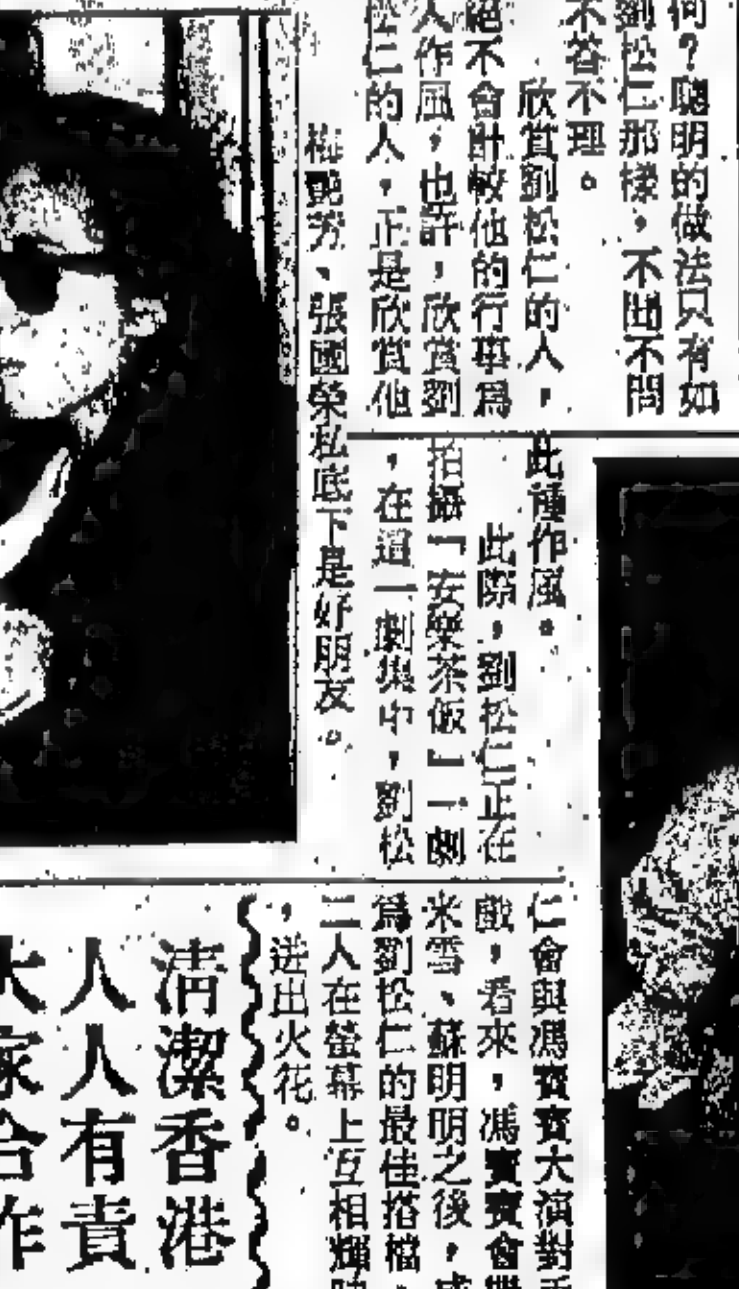 何？聰明的做法只有如
劉松仁那樣，不聞不問
不答不理。
欣賞劉松仁的人，
絕不會計較他的行事爲
人作風，也許，欣賞劉
松仁的人，正是欣賞他
此種作風。
此際，劉松仁正在
拍攝「安樂茶飯」一劇
，在這一劇集中，劉松
仁會與馮寶寶大演對手
戲，看來，馮寶寶會繼
米雪、蘇明明之後，成
爲劉松仁的最佳搭檔，
二人在螢幕上互相輝映
，迸出火花。
梅艷芳、張國榮私底下是好朋友。
清潔香港
人人有責
大家合作